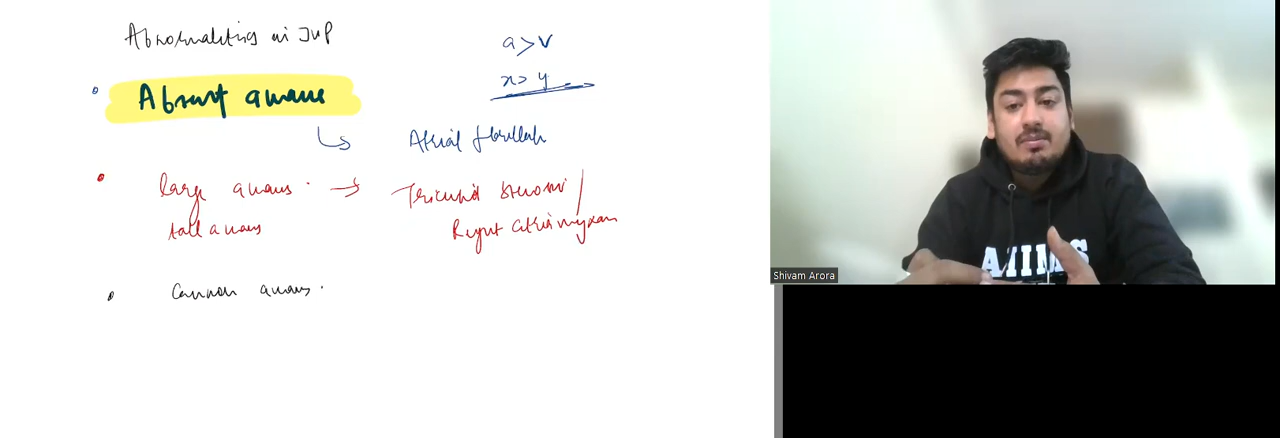 Abnormalities in JVP
a>v
x>y
Absent a waves
Atrial fibrillati
large a waves → Tricuspid stenosis /
tall a waves
Right atrial myxoma
Cannon a waves.
AIIMS
Shivam Arora